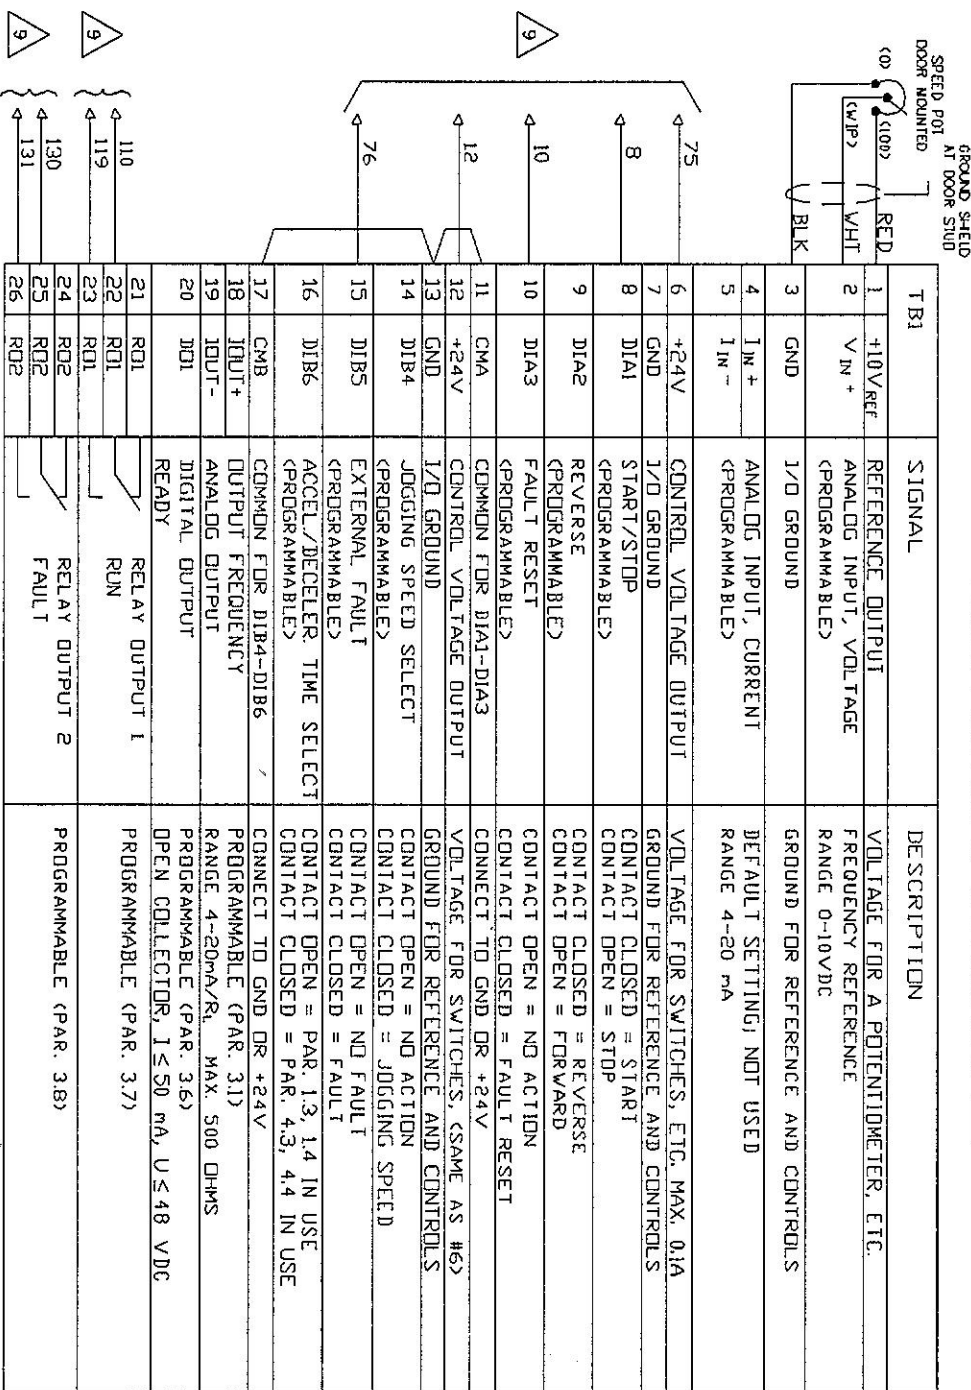 GROUND SHIELD
AT DOOR STUD
SPEED POT
DOOR MOUNTED
(0)
(100)
(WIP)
RED
WHT
BLK
9
75
8
10
12
76
9
110
119
9
130
131
TB1 SIGNAL DESCRIPTION
1 +10VREF REFERENCE OUTPUT VOLTAGE FOR A POTENTIOMETER, ETC.
2 V IN + ANALOG INPUT, VOLTAGE FREQUENCY REFERENCE
(PROGRAMMABLE) RANGE 0-10VDC
3 GND I/O GROUND GROUND FOR REFERENCE AND CONTROLS
4 I IN + ANALOG INPUT, CURRENT DEFAULT SETTING; NOT USED
5 I IN - (PROGRAMMABLE) RANGE 4-20 mA
6 +24V CONTROL VOLTAGE OUTPUT VOLTAGE FOR SWITCHES, ETC. MAX. 0.1A
7 GND I/O GROUND GROUND FOR REFERENCE AND CONTROLS
8 DIA1 START/STOP CONTACT CLOSED = START
(PROGRAMMABLE) CONTACT OPEN = STOP
9 DIA2 REVERSE CONTACT CLOSED = REVERSE
(PROGRAMMABLE) CONTACT OPEN = FORWARD
10 DIA3 FAULT RESET CONTACT OPEN = NO ACTION
(PROGRAMMABLE) CONTACT CLOSED = FAULT RESET
11 CMA COMMON FOR DIA1-DIA3 CONNECT TO GND OR +24V
12 +24V CONTROL VOLTAGE OUTPUT VOLTAGE FOR SWITCHES, (SAME AS #6)
13 GND I/O GROUND GROUND FOR REFERENCE AND CONTROLS
14 DIB4 JOGGING SPEED SELECT CONTACT OPEN = NO ACTION
(PROGRAMMABLE) CONTACT CLOSED = JOGGING SPEED
15 DIB5 EXTERNAL FAULT CONTACT OPEN = NO FAULT
(PROGRAMMABLE) CONTACT CLOSED = FAULT
16 DIB6 ACCEL/DECELER. TIME SELECT CONTACT OPEN = PAR. 1.3, 1.4 IN USE
(PROGRAMMABLE) CONTACT CLOSED = PAR. 4.3, 4.4 IN USE
17 CMB COMMON FOR DIB4-DIB6 CONNECT TO GND OR +24V
18 IOUT+ OUTPUT FREQUENCY PROGRAMMABLE (PAR. 3.1)
19 IOUT- ANALOG OUTPUT RANGE 4-20mA/RL MAX. 500 OHMS
20 DO1 DIGITAL OUTPUT PROGRAMMABLE (PAR. 3.6)
READY OPEN COLLECTOR, I ≤ 50 mA, U ≤ 48 VDC
21 RO1 RELAY OUTPUT 1 PROGRAMMABLE (PAR. 3.7)
22 RO1 RUN
23 RO1
24 RO2 RELAY OUTPUT 2 PROGRAMMABLE (PAR. 3.8)
25 RO2 FAULT
26 RO2